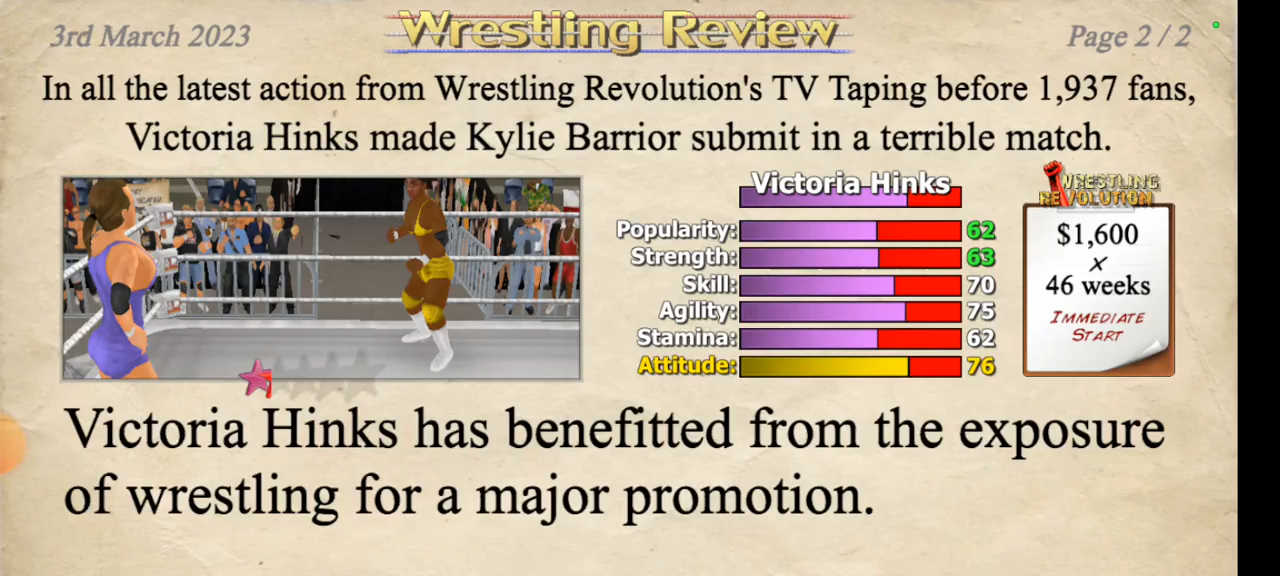 3rd March 2023
Wrestling Review
Page 2 / 2
In all the latest action from Wrestling Revolution's TV Taping before 1,937 fans,
Victoria Hinks made Kylie Barrior submit in a terrible match.
Victoria Hinks
Popularity: 62
Strength: 63
Skill: 70
Agility: 75
Stamina: 62
Attitude: 76
WRESTLING
REVOLUTION
$1,600
x
46 weeks
IMMEDIATE
START
Victoria Hinks has benefitted from the exposure
of wrestling for a major promotion.